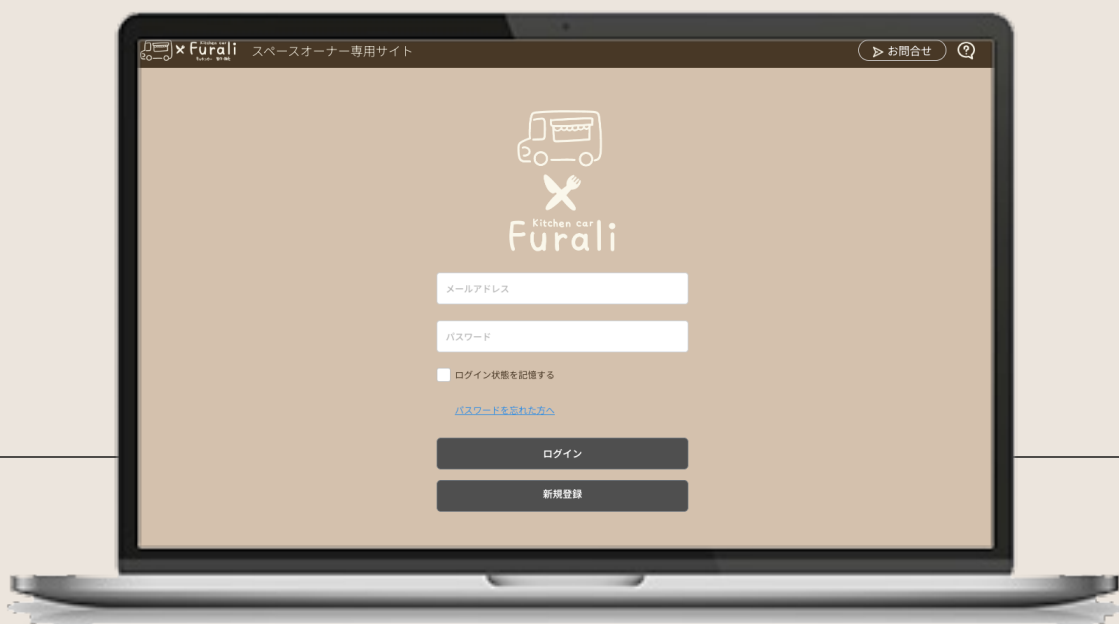 Kitchen car
Furali
スペースオーナー専用サイト
お問合せ
?
Kitchen car
Furali
メールアドレス
パスワード
ログイン状態を記憶する
パスワードを忘れた方へ
ログイン
新規登録